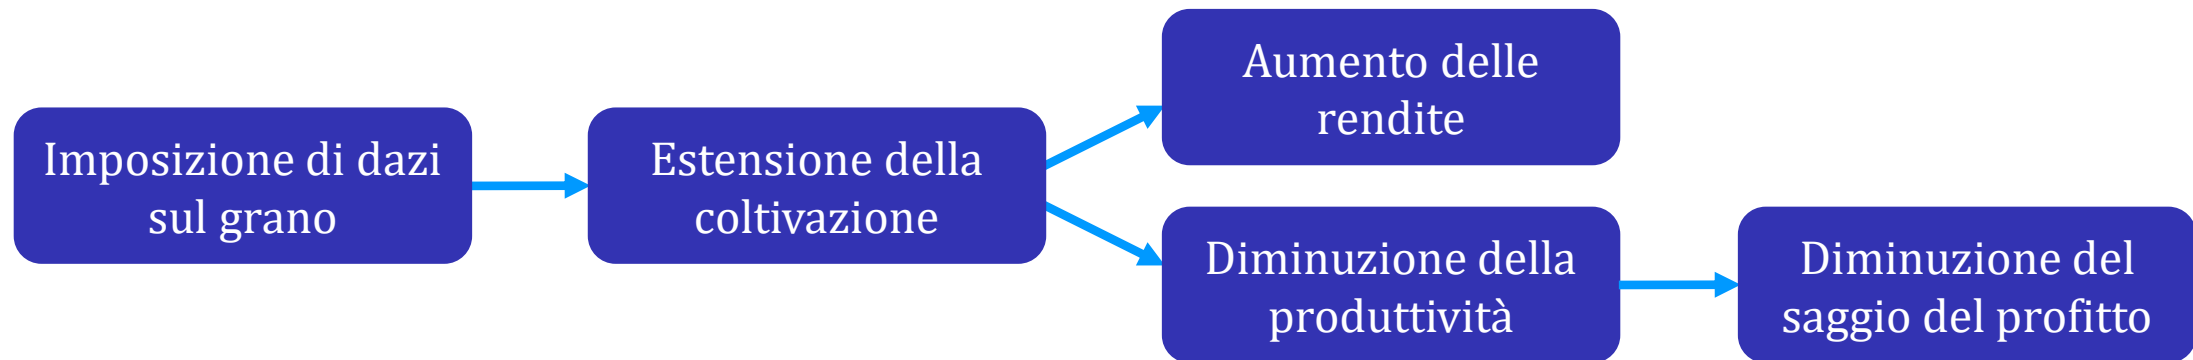 Imposizione di dazi
sul grano
Estensione della
coltivazione
Aumento delle
rendite
Diminuzione della
produttività
Diminuzione del
saggio del profitto